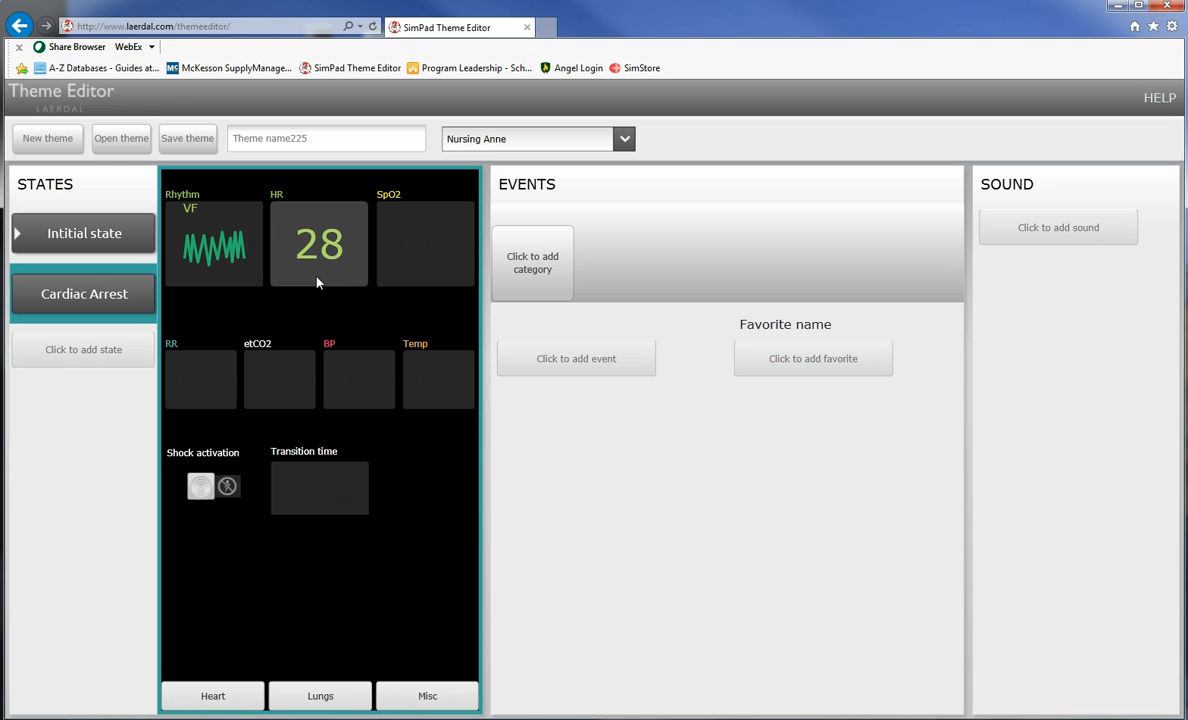 http://www.laerdal.com/themeeditor/
SimPad Theme Editor
Share Browser WebEx
A-Z Databases - Guides at...
McKesson SupplyManage...
SimPad Theme Editor
Program Leadership - Sch...
Angel Login
SimStore
Theme Editor
LAERDAL
HELP
New theme
Open theme
Save theme
Theme name225
Nursing Anne
STATES
Intitial state
Cardiac Arrest
Click to add state
Rhythm
HR
SpO2
VF
28
RR
etCO2
BP
Temp
Shock activation
Transition time
Heart
Lungs
Misc
EVENTS
Click to add
category
Favorite name
Click to add event
Click to add favorite
SOUND
Click to add sound